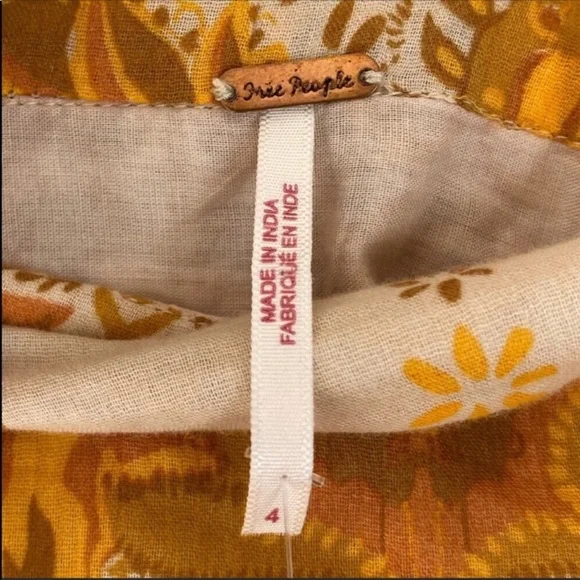 Free People
MADE IN INDIA
FABRIQUÉ EN INDE
4